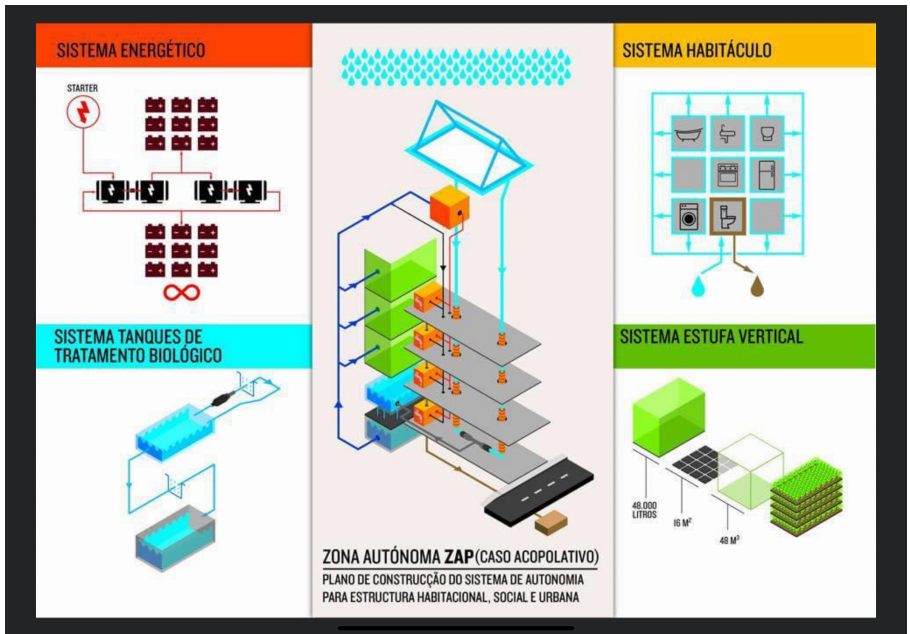 SISTEMA ENERGÉTICO
STARTER
SISTEMA TANQUES DE
TRATAMENTO BIOLÓGICO
ZONA AUTÓNOMA ZAP (CASO ACOPOLATIVO)
PLANO DE CONSTRUCÇÃO DO SISTEMA DE AUTONOMIA
PARA ESTRUCTURA HABITACIONAL, SOCIAL E URBANA
SISTEMA HABITÁCULO
SISTEMA ESTUFA VERTICAL
48.000
LITROS
16 M²
48 M³